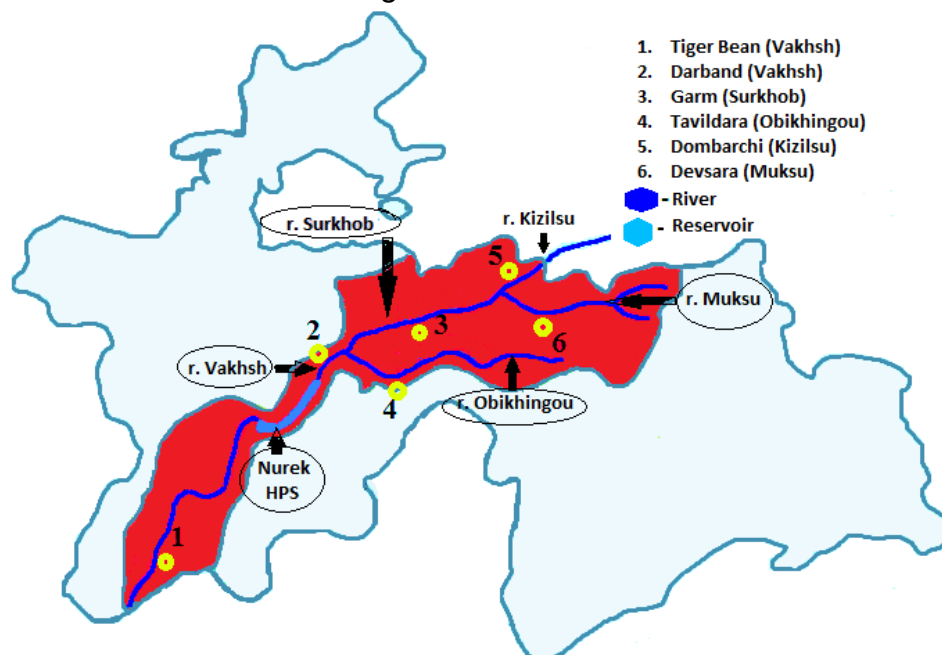 1. Tiger Bean (Vakhsh)
2. Darband (Vakhsh)
3. Garm (Surkhob)
4. Tavildara (Obikhingou)
5. Dombarchi (Kizilsu)
6. Devsara (Muksu)
- River
- Reservoir
r. Surkhob
r. Kizilsu
5
r. Muksu
2
3
6
r. Vakhsh
4
r. Obikhingou
Nurek
HPS
1